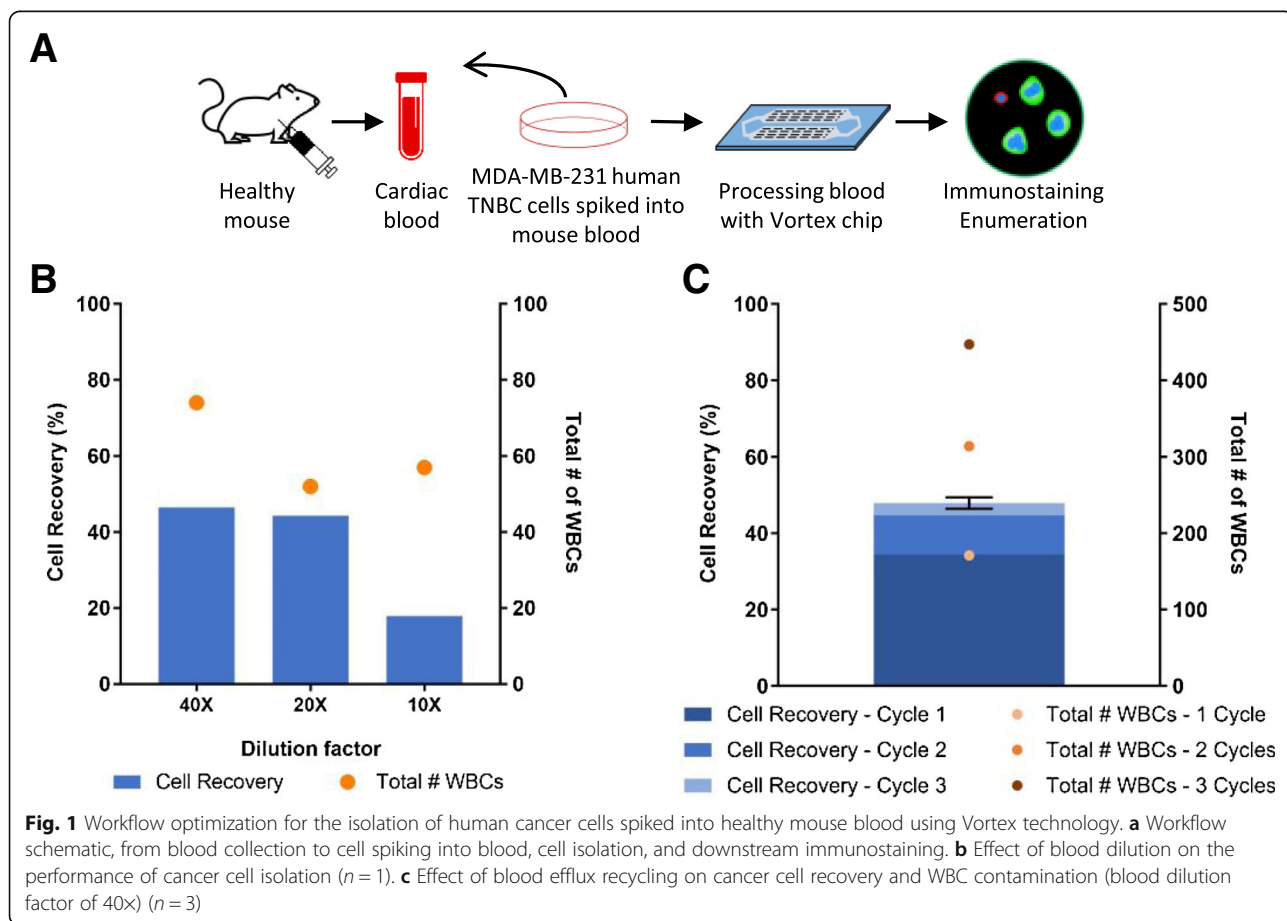 A
Healthy
mouse
Cardiac
blood
MDA-MB-231 human
TNBC cells spiked into
mouse blood
Processing blood
with Vortex chip
Immunostaining
Enumeration
B
100
80
60
40
20
0
Cell Recovery (%)
100
80
60
40
20
0
Total # of WBCs
40X 20X 10X
Dilution factor
Cell Recovery Total # WBCs
C
100
80
60
40
20
0
Cell Recovery (%)
500
400
300
200
100
0
Total # of WBCs
Cell Recovery - Cycle 1 Total # WBCs - 1 Cycle
Cell Recovery - Cycle 2 Total # WBCs - 2 Cycles
Cell Recovery - Cycle 3 Total # WBCs - 3 Cycles
Fig. 1 Workflow optimization for the isolation of human cancer cells spiked into healthy mouse blood using Vortex technology. a Workflow
schematic, from blood collection to cell spiking into blood, cell isolation, and downstream immunostaining. b Effect of blood dilution on the
performance of cancer cell isolation (n = 1). c Effect of blood efflux recycling on cancer cell recovery and WBC contamination (blood dilution
factor of 40×) (n = 3)